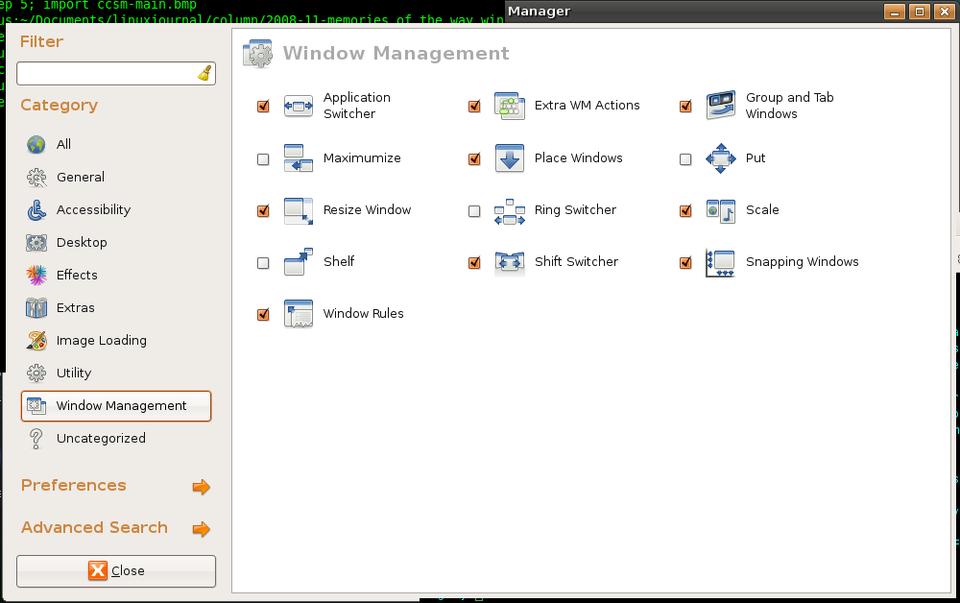 ep 5; import ccsm-main.bmp
us:~/Documents/linuxjournal/column/2008-11-memories of the way win
Manager
Filter
Category
All
General
Accessibility
Desktop
Effects
Extras
Image Loading
Utility
Window Management
Uncategorized
Preferences
Advanced Search
Close
Window Management
Application
Switcher
Extra WM Actions
Group and Tab
Windows
Maximumize
Place Windows
Put
Resize Window
Ring Switcher
Scale
Shelf
Shift Switcher
Snapping Windows
Window Rules